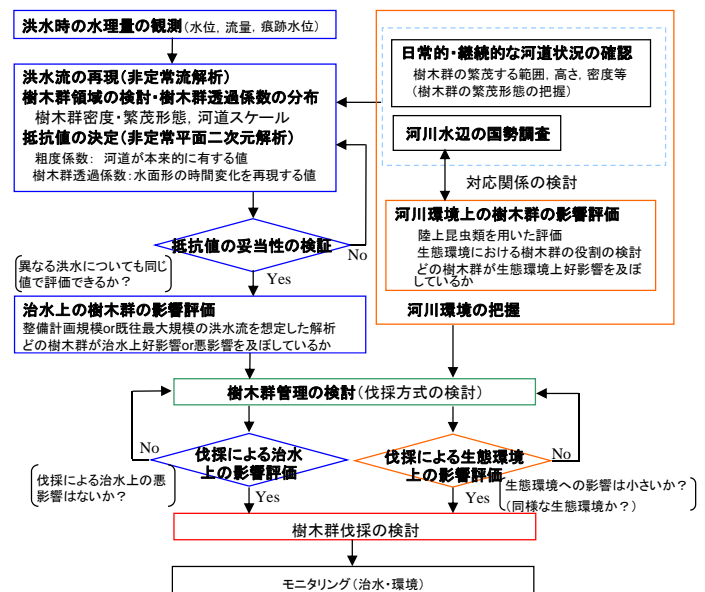 洪水時の水理量の観測(水位, 流量, 痕跡水位)
洪水流の再現(非定常流解析)
樹木群領域の検討・樹木群透過係数の分布
樹木群密度・繁茂形態, 河道スケール
抵抗値の決定(非定常平面二次元解析)
粗度係数: 河道が本来的に有する値
樹木群透過係数:水面形の時間変化を再現する値
抵抗値の妥当性の検証
No
異なる洪水についても同じ
値で評価できるか?
Yes
治水上の樹木群の影響評価
整備計画規模or既往最大規模の洪水流を想定した解析
どの樹木群が治水上好影響or悪影響を及ぼしているか
日常的・継続的な河道状況の確認
樹木群の繁茂する範囲, 高さ, 密度等
(樹木群の繁茂形態の把握)
河川水辺の国勢調査
対応関係の検討
河川環境上の樹木群の影響評価
陸上昆虫類を用いた評価
生態環境における樹木群の役割の検討
どの樹木群が生態環境上好影響を及ぼ
しているか
河川環境の把握
樹木群管理の検討(伐採方式の検討)
No
伐採による治水
上の影響評価
伐採による治水上の悪
影響はないか?
Yes
伐採による生態環境
上の影響評価
No
Yes
生態環境への影響は小さいか?
(同様な生態環境か?)
樹木群伐採の検討
モニタリング(治水・環境)